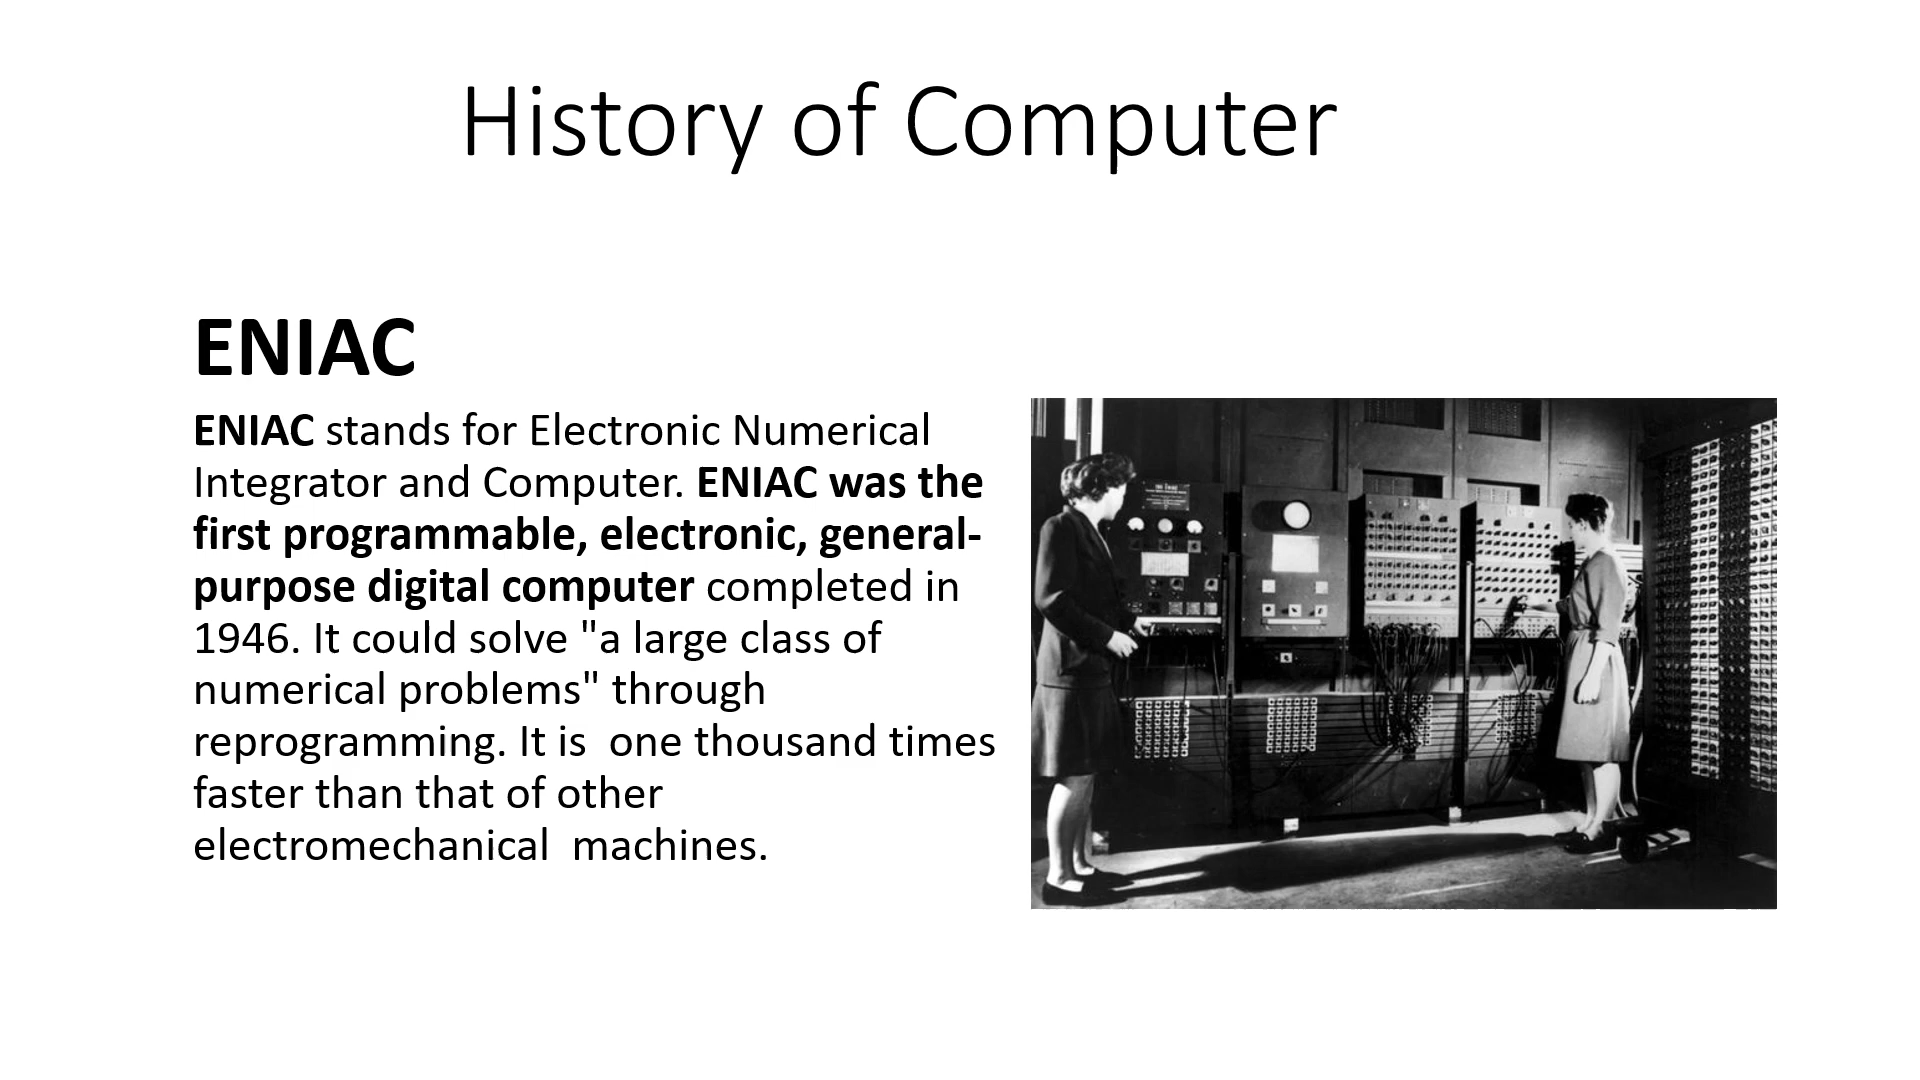 History of Computer
ENIAC
ENIAC stands for Electronic Numerical
Integrator and Computer. ENIAC was the
first programmable, electronic, general-
purpose digital computer completed in
1946. It could solve "a large class of
numerical problems" through
reprogramming. It is  one thousand times
faster than that of other
electromechanical  machines.